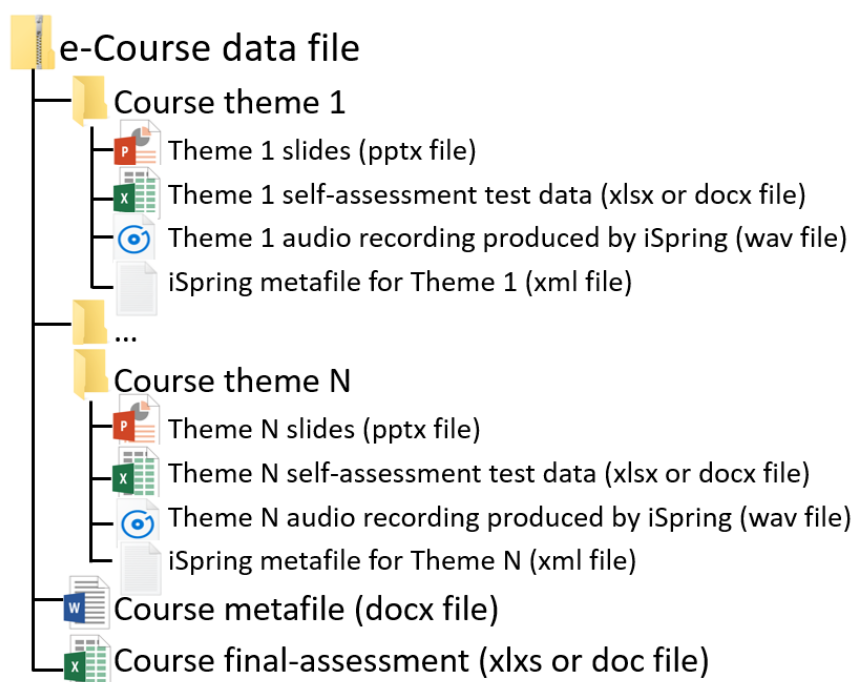 e-Course data file
Course theme 1
P Theme 1 slides (pptx file)
X Theme 1 self-assessment test data (xlsx or docx file)
Theme 1 audio recording produced by iSpring (wav file)
iSpring metafile for Theme 1 (xml file)
...
Course theme N
P Theme N slides (pptx file)
X Theme N self-assessment test data (xlsx or docx file)
Theme N audio recording produced by iSpring (wav file)
iSpring metafile for Theme N (xml file)
W Course metafile (docx file)
X Course final-assessment (xlxs or doc file)